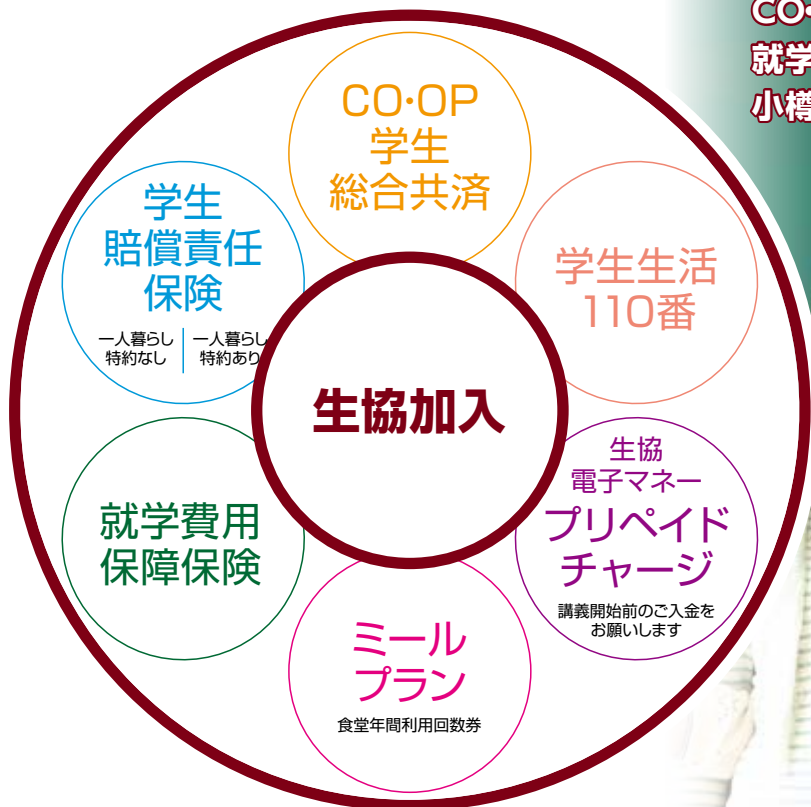 CO・
就学
小樽
CO・OP
学生
総合共済
学生
賠償責任
保険
一人暮らし 特約なし
一人暮らし 特約あり
学生生活
110番
生協加入
就学費用
保障保険
生協
電子マネー
プリペイド
チャージ
講義開始前のご入金を
お願いします
ミール
プラン
食堂年間利用回数券